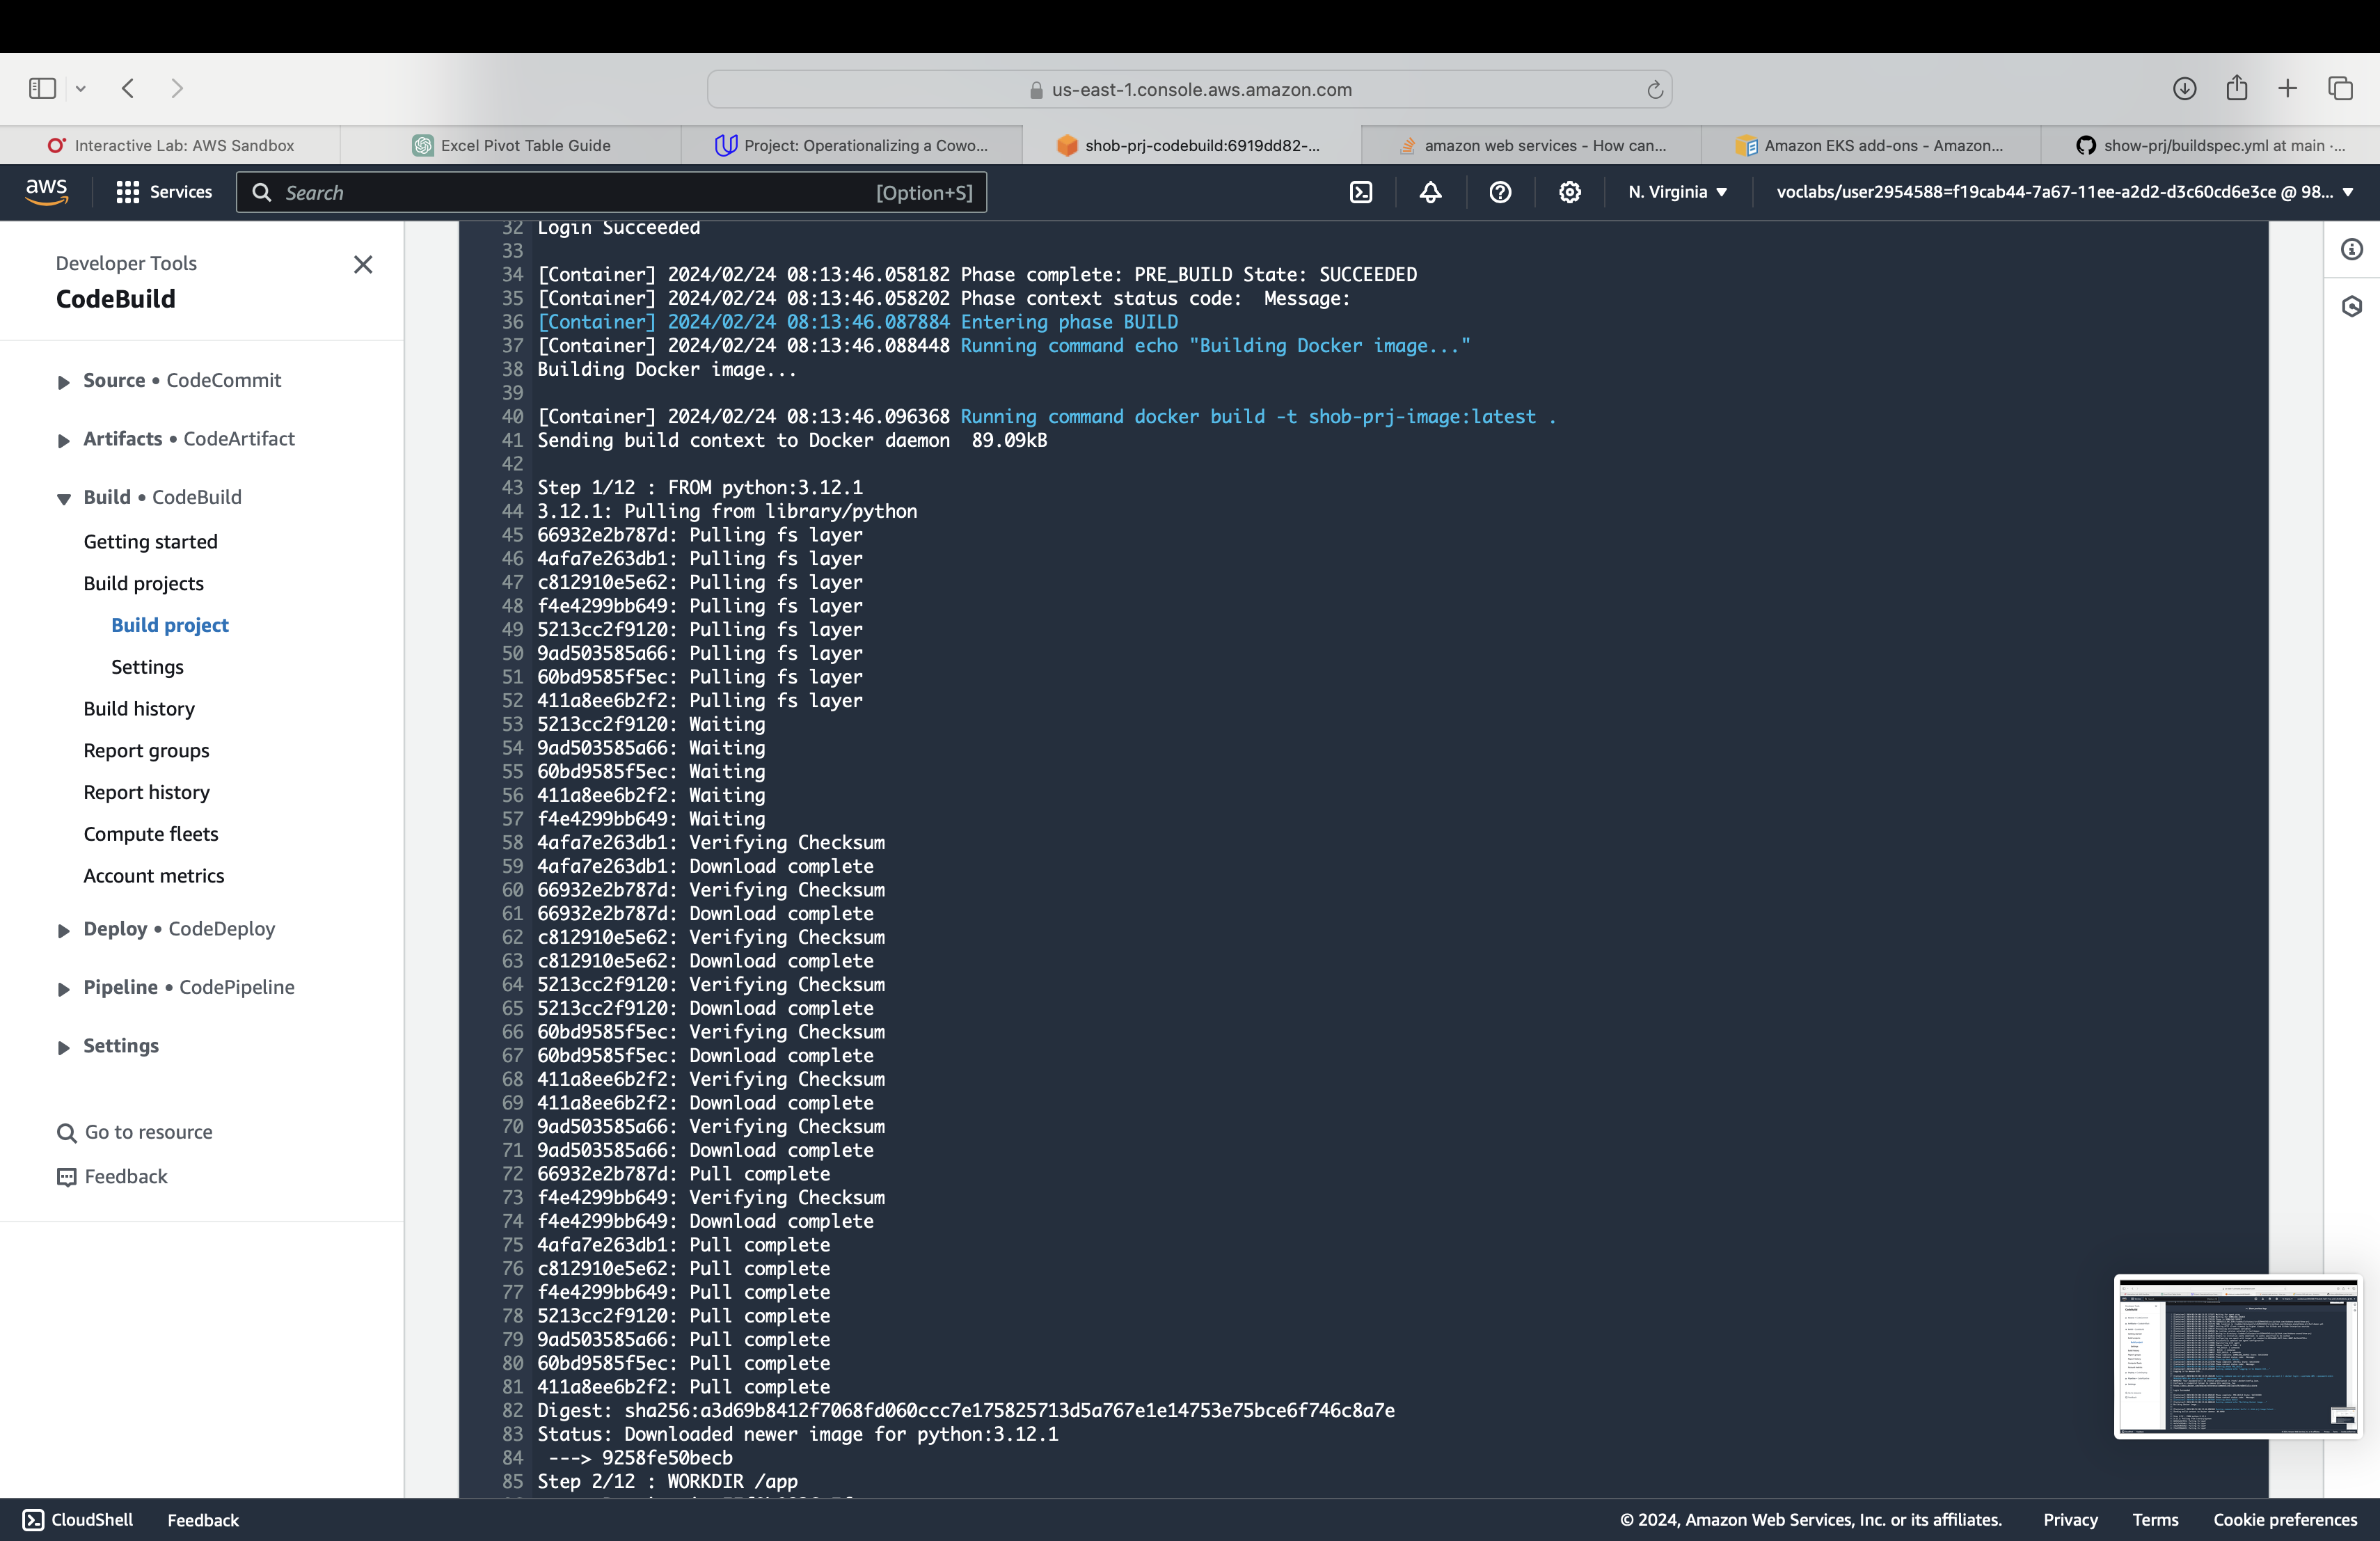 us-east-1.console.aws.amazon.com
Interactive Lab: AWS Sandbox
Excel Pivot Table Guide
Project: Operationalizing a Cowo...
shob-prj-codebuild:6919dd82-...
amazon web services - How can...
Amazon EKS add-ons - Amazon...
show-prj/buildspec.yml at main ·...
aws
Services
Search
[Option+S]
N. Virginia
voclabs/user2954588=f19cab44-7a67-11ee-a2d2-d3c60cd6e3ce @ 98...
Developer Tools
CodeBuild
Source • CodeCommit
Artifacts • CodeArtifact
Build • CodeBuild
Getting started
Build projects
Build project
Settings
Build history
Report groups
Report history
Compute fleets
Account metrics
Deploy • CodeDeploy
Pipeline • CodePipeline
Settings
Go to resource
Feedback
32 Login Succeeded
33
34 [Container] 2024/02/24 08:13:46.058182 Phase complete: PRE_BUILD State: SUCCEEDED
35 [Container] 2024/02/24 08:13:46.058202 Phase context status code:  Message:
36 [Container] 2024/02/24 08:13:46.087884 Entering phase BUILD
37 [Container] 2024/02/24 08:13:46.088448 Running command echo "Building Docker image..."
38 Building Docker image...
39
40 [Container] 2024/02/24 08:13:46.096368 Running command docker build -t shob-prj-image:latest .
41 Sending build context to Docker daemon  89.09kB
42
43 Step 1/12 : FROM python:3.12.1
44 3.12.1: Pulling from library/python
45 66932e2b787d: Pulling fs layer
46 4afa7e263db1: Pulling fs layer
47 c812910e5e62: Pulling fs layer
48 f4e4299bb649: Pulling fs layer
49 5213cc2f9120: Pulling fs layer
50 9ad503585a66: Pulling fs layer
51 60bd9585f5ec: Pulling fs layer
52 411a8ee6b2f2: Pulling fs layer
53 5213cc2f9120: Waiting
54 9ad503585a66: Waiting
55 60bd9585f5ec: Waiting
56 411a8ee6b2f2: Waiting
57 f4e4299bb649: Waiting
58 4afa7e263db1: Verifying Checksum
59 4afa7e263db1: Download complete
60 66932e2b787d: Verifying Checksum
61 66932e2b787d: Download complete
62 c812910e5e62: Verifying Checksum
63 c812910e5e62: Download complete
64 5213cc2f9120: Verifying Checksum
65 5213cc2f9120: Download complete
66 60bd9585f5ec: Verifying Checksum
67 60bd9585f5ec: Download complete
68 411a8ee6b2f2: Verifying Checksum
69 411a8ee6b2f2: Download complete
70 9ad503585a66: Verifying Checksum
71 9ad503585a66: Download complete
72 66932e2b787d: Pull complete
73 f4e4299bb649: Verifying Checksum
74 f4e4299bb649: Download complete
75 4afa7e263db1: Pull complete
76 c812910e5e62: Pull complete
77 f4e4299bb649: Pull complete
78 5213cc2f9120: Pull complete
79 9ad503585a66: Pull complete
80 60bd9585f5ec: Pull complete
81 411a8ee6b2f2: Pull complete
82 Digest: sha256:a3d69b8412f7068fd060ccc7e175825713d5a767e1e14753e75bce6f746c8a7e
83 Status: Downloaded newer image for python:3.12.1
84  ---> 9258fe50becb
85 Step 2/12 : WORKDIR /app
CloudShell
Feedback
© 2024, Amazon Web Services, Inc. or its affiliates.
Privacy
Terms
Cookie preferences